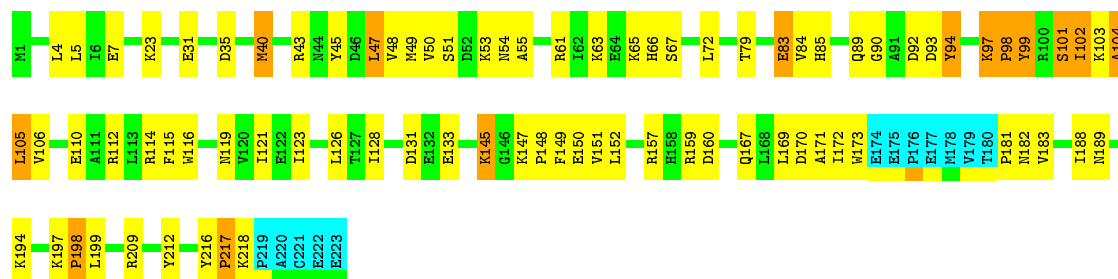 M1 L4 L5 I6 E7 K23 E31 D35 M40 R43 N44 Y45 D46 L47 V48 M49 V50 S51 D52 K53 N54 A55 R61 I62 K63 E64 K65 H66 S67 L72 T79 E83 V84 H85 Q89 G90 A91 D92 D93 Y94 K97 P98 Y99 R100 S101 I102 K103 A104
L105 V106 E110 A111 R112 L113 R114 F115 W116 N119 V120 I121 E122 I123 L126 T127 I128 D131 E132 E133 K145 G146 K147 P148 F149 E150 V151 L152 R157 H158 R159 D160 Q167 L168 L169 D170 A171 I172 W173 E174 E175 P176 E177 M178 V179 T180 P181 N182 V183 I188 N189
K194 K197 P198 L199 R209 Y212 Y216 P217 K218 P219 A220 C221 E222 E223